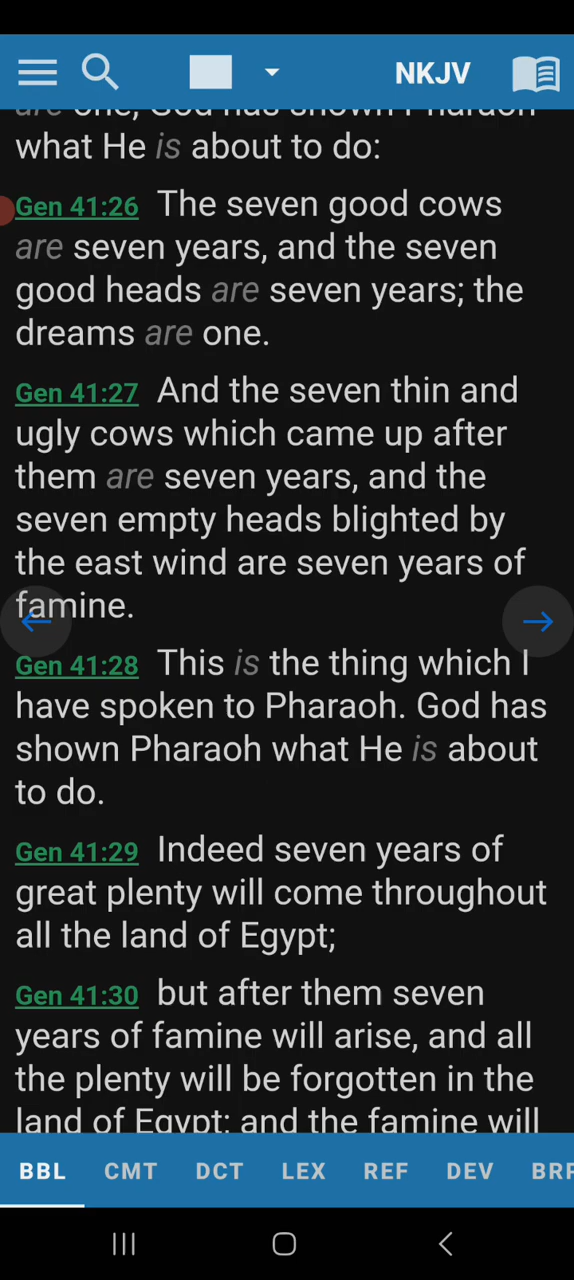 NKJV
are one; God has shown Pharaoh
what He is about to do:
Gen 41:26 The seven good cows
are seven years, and the seven
good heads are seven years; the
dreams are one.
Gen 41:27 And the seven thin and
ugly cows which came up after
them are seven years, and the
seven empty heads blighted by
the east wind are seven years of
famine.
Gen 41:28 This is the thing which I
have spoken to Pharaoh. God has
shown Pharaoh what He is about
to do.
Gen 41:29 Indeed seven years of
great plenty will come throughout
all the land of Egypt;
Gen 41:30 but after them seven
years of famine will arise, and all
the plenty will be forgotten in the
land of Egypt; and the famine will
BBL CMT DCT LEX REF DEV BRP